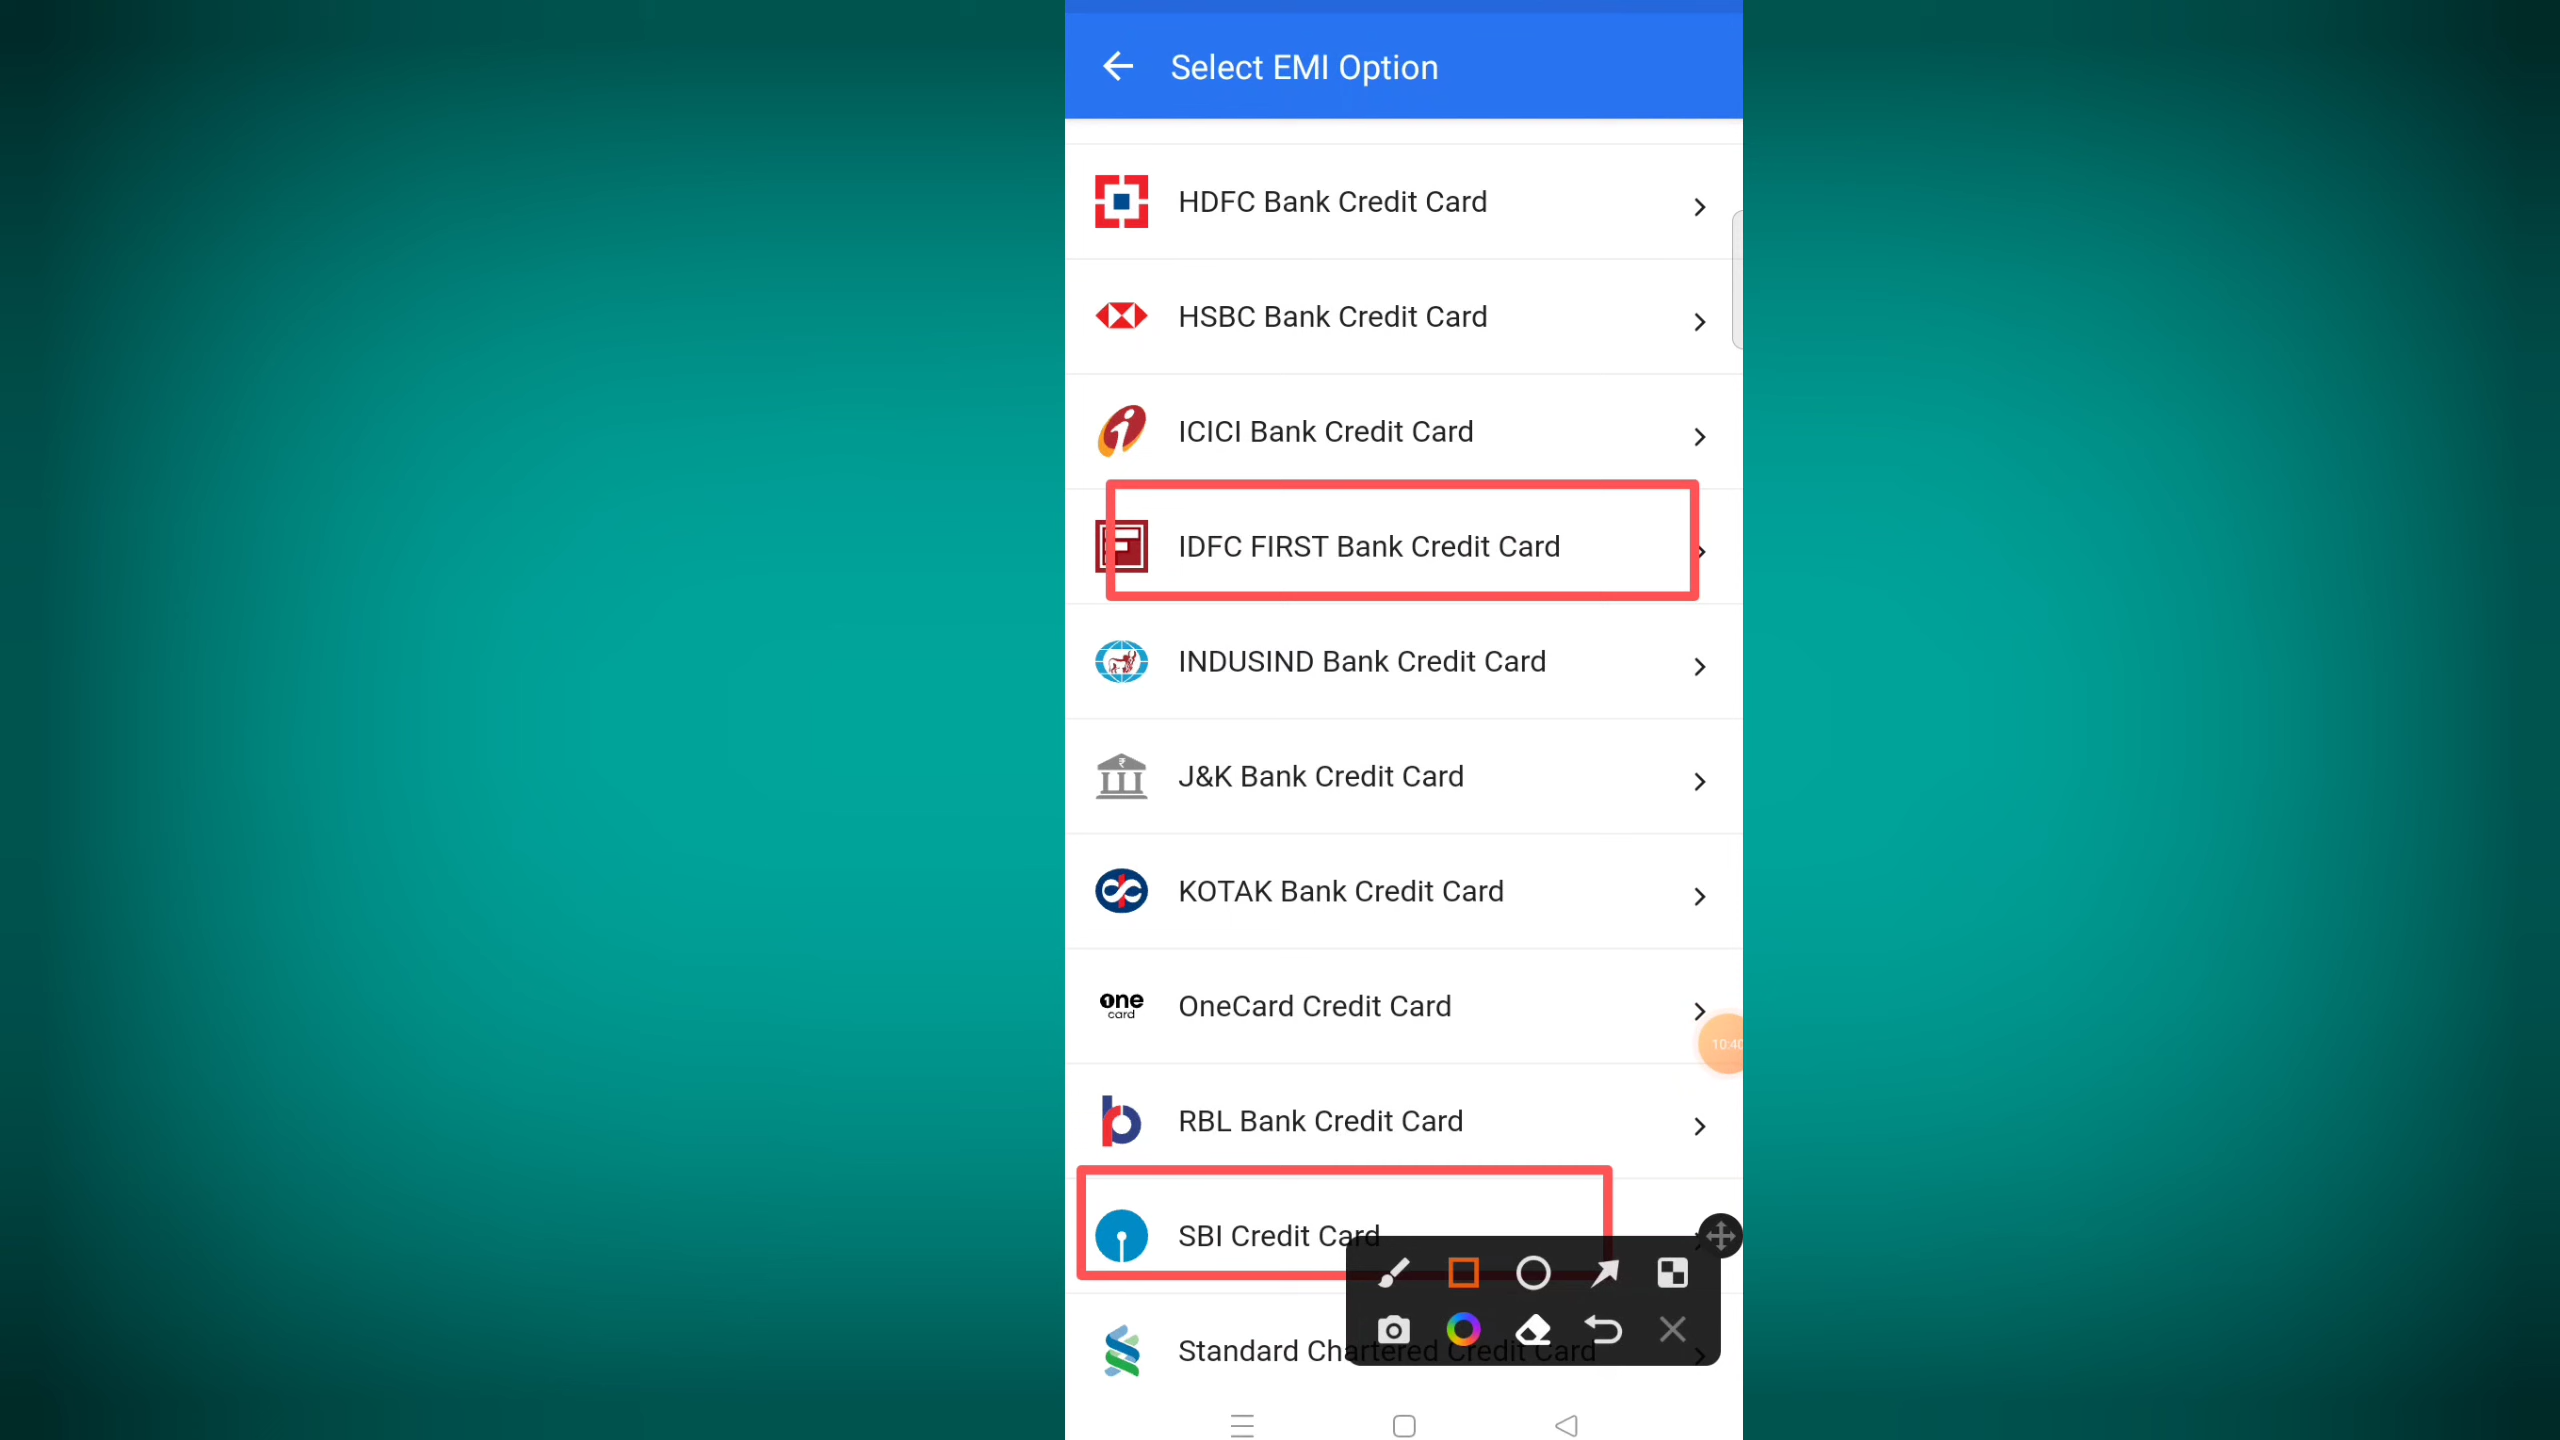 Select EMI Option
HDFC Bank Credit Card
HSBC Bank Credit Card
ICICI Bank Credit Card
IDFC FIRST Bank Credit Card
INDUSIND Bank Credit Card
J&K Bank Credit Card
KOTAK Bank Credit Card
one
card
OneCard Credit Card
10:40
RBL Bank Credit Card
SBI Credit Card
Standard Chartered Credit Card